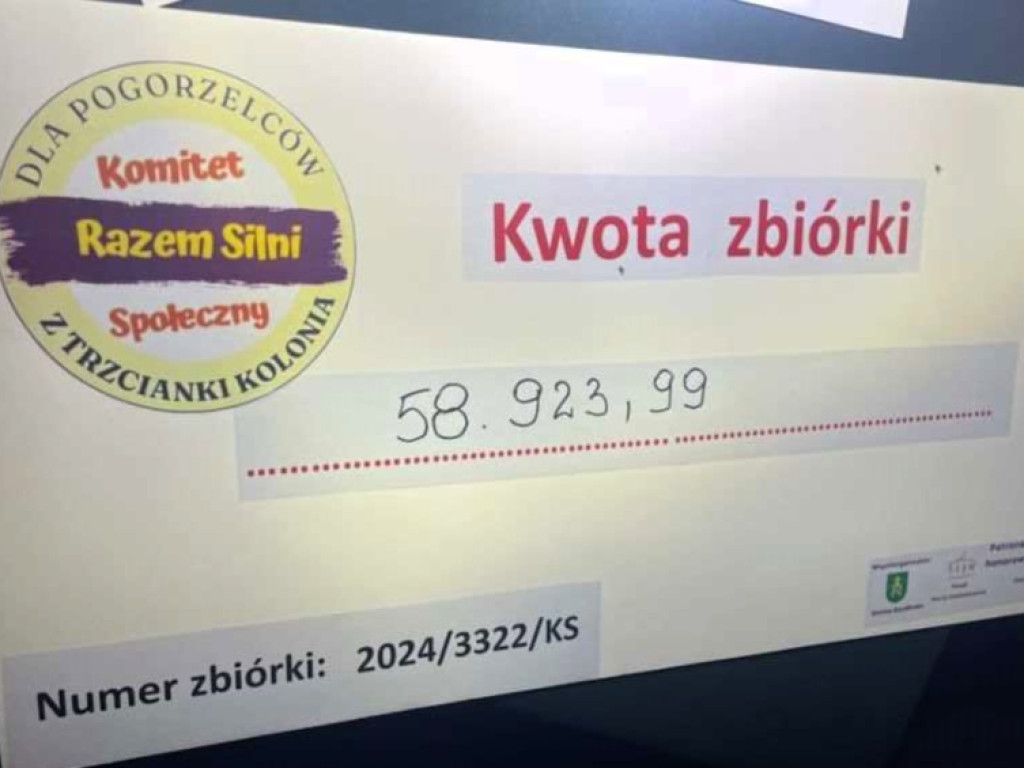 DLA POGORZELCÓW
Komitet
Razem Silni
Społeczny
Z TRZCIANKI KOLONIA
Kwota zbiórki
58.923,99
Numer zbiórki: 2024/3322/KS